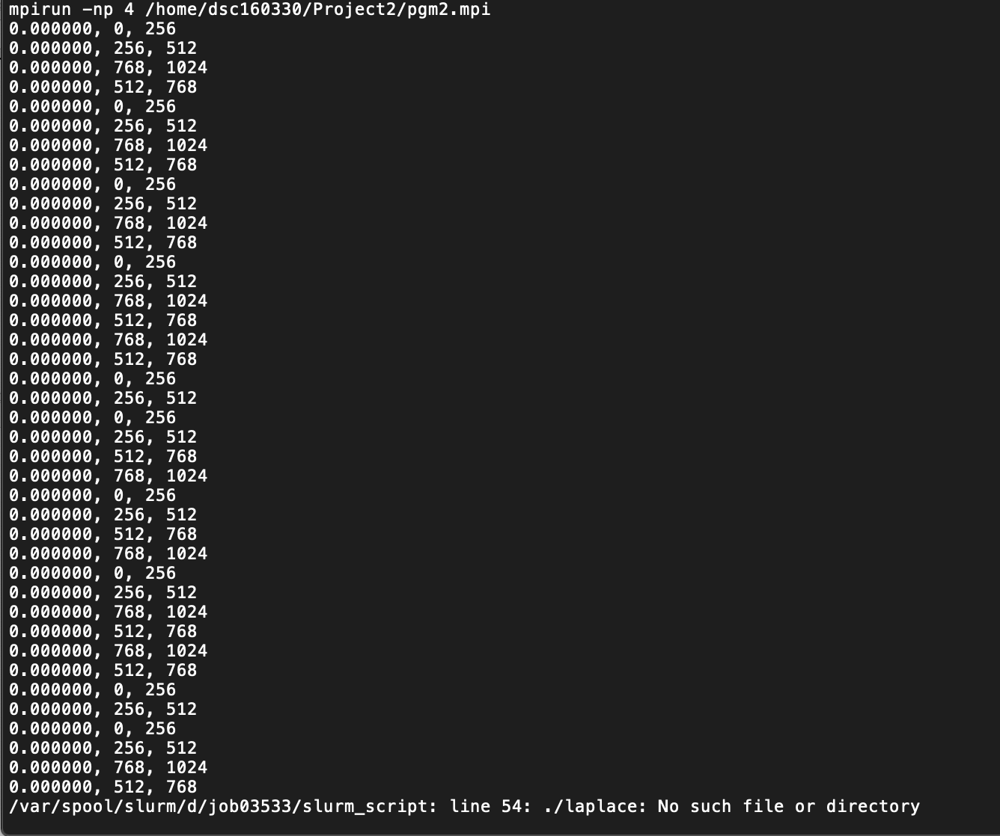 mpirun -np 4 /home/dsc160330/Project2/pgm2.mpi
0.000000, 0, 256
0.000000, 256, 512
0.000000, 768, 1024
0.000000, 512, 768
0.000000, 0, 256
0.000000, 256, 512
0.000000, 768, 1024
0.000000, 512, 768
0.000000, 0, 256
0.000000, 256, 512
0.000000, 768, 1024
0.000000, 512, 768
0.000000, 0, 256
0.000000, 256, 512
0.000000, 768, 1024
0.000000, 512, 768
0.000000, 768, 1024
0.000000, 512, 768
0.000000, 0, 256
0.000000, 256, 512
0.000000, 0, 256
0.000000, 256, 512
0.000000, 512, 768
0.000000, 768, 1024
0.000000, 0, 256
0.000000, 256, 512
0.000000, 512, 768
0.000000, 768, 1024
0.000000, 0, 256
0.000000, 256, 512
0.000000, 768, 1024
0.000000, 512, 768
0.000000, 768, 1024
0.000000, 512, 768
0.000000, 0, 256
0.000000, 256, 512
0.000000, 0, 256
0.000000, 256, 512
0.000000, 768, 1024
0.000000, 512, 768
/var/spool/slurm/d/job03533/slurm_script: line 54: ./laplace: No such file or directory